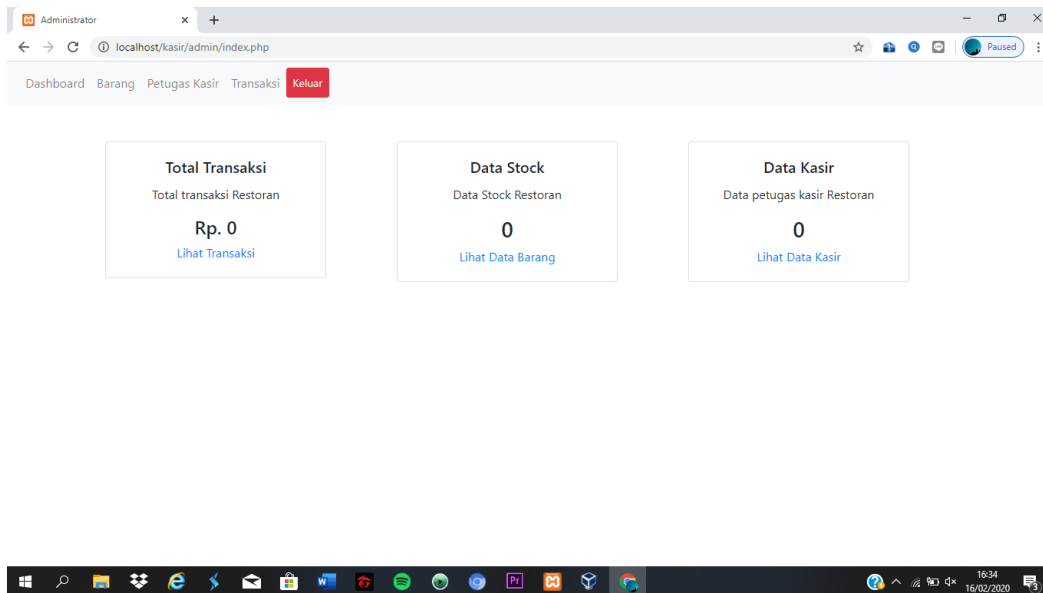 Administrator
localhost/kasir/admin/index.php
Paused
Dashboard Barang Petugas Kasir Transaksi Keluar
Total Transaksi
Total transaksi Restoran
Rp. 0
Lihat Transaksi
Data Stock
Data Stock Restoran
0
Lihat Data Barang
Data Kasir
Data petugas kasir Restoran
0
Lihat Data Kasir
16:34
16/02/2020
3